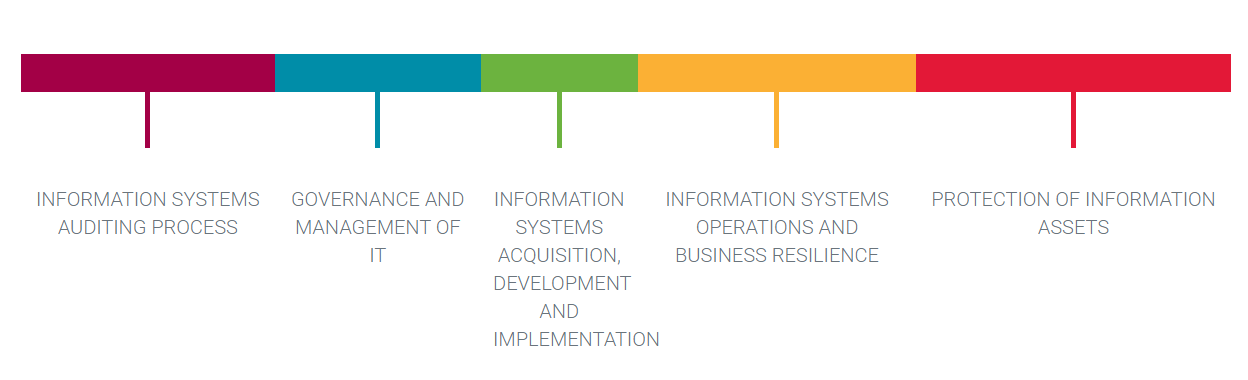 INFORMATION SYSTEMS
AUDITING PROCESS
GOVERNANCE AND
MANAGEMENT OF
IT
INFORMATION
SYSTEMS
ACQUISITION,
DEVELOPMENT
AND
IMPLEMENTATION
INFORMATION SYSTEMS
OPERATIONS AND
BUSINESS RESILIENCE
PROTECTION OF INFORMATION
ASSETS